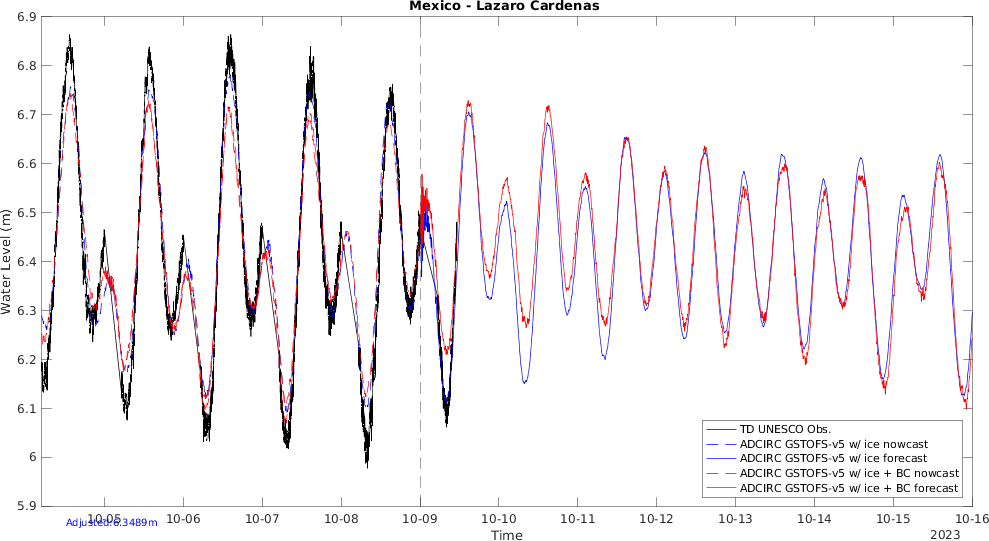 Mexico - Lazaro Cardenas
6.9
6.8
6.7
6.6
6.5
6.4
6.3
6.2
6.1
6
5.9
Water Level (m)
TD UNESCO Obs.
ADCIRC GSTOFS-v5 w/ ice nowcast
ADCIRC GSTOFS-v5 w/ ice forecast
ADCIRC GSTOFS-v5 w/ ice + BC nowcast
ADCIRC GSTOFS-v5 w/ ice + BC forecast
10-05 10-06 10-07 10-08 10-09 10-10 10-11 10-12 10-13 10-14 10-15 10-16
Adjusted:6.3489m
Time
2023